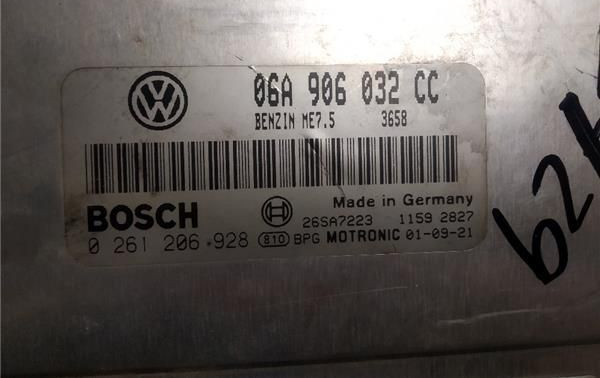 06A 906 032 CC
BENZIN ME7.5 3658
Made in Germany
BOSCH 26SA7223 1159 2827
0 261 206 928 810 BPG MOTRONIC 01-09-21